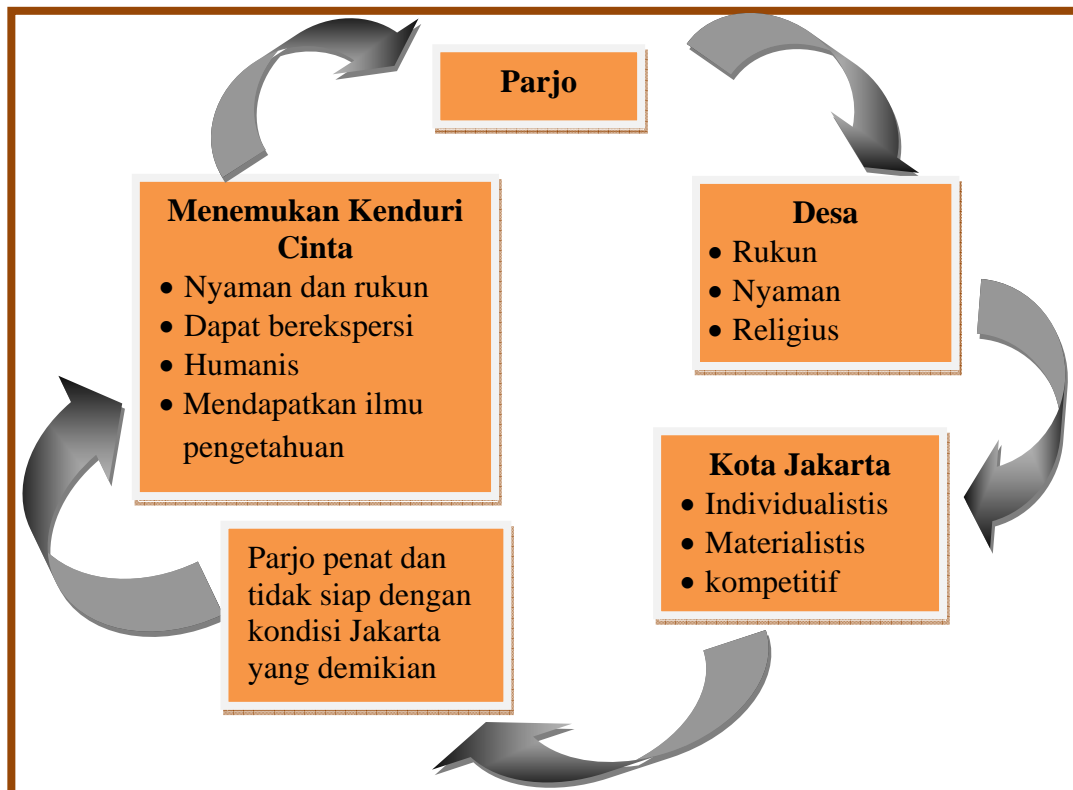 Parjo
Desa
• Rukun
• Nyaman
• Religius
Kota Jakarta
• Individualistis
• Materialistis
• kompetitif
Parjo penat dan
tidak siap dengan
kondisi Jakarta
yang demikian
Menemukan Kenduri
Cinta
• Nyaman dan rukun
• Dapat berekspersi
• Humanis
• Mendapatkan ilmu
pengetahuan